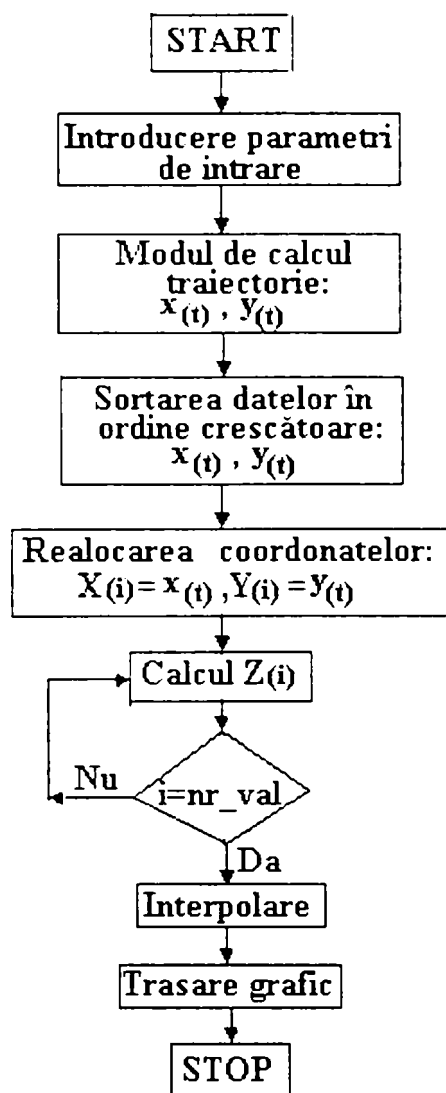 START
Introducere parametri
de intrare
Modul de calcul
traiectorie:
x(t) , y(t)
Sortarea datelor în
ordine crescătoare:
x(t) , y(t)
Realocarea coordonatelor:
X(i)= x(t) ,Y(i) =y(t)
Calcul Z(i)
Nu
i=nr_val
Da
Interpolare
Trasare grafic
STOP